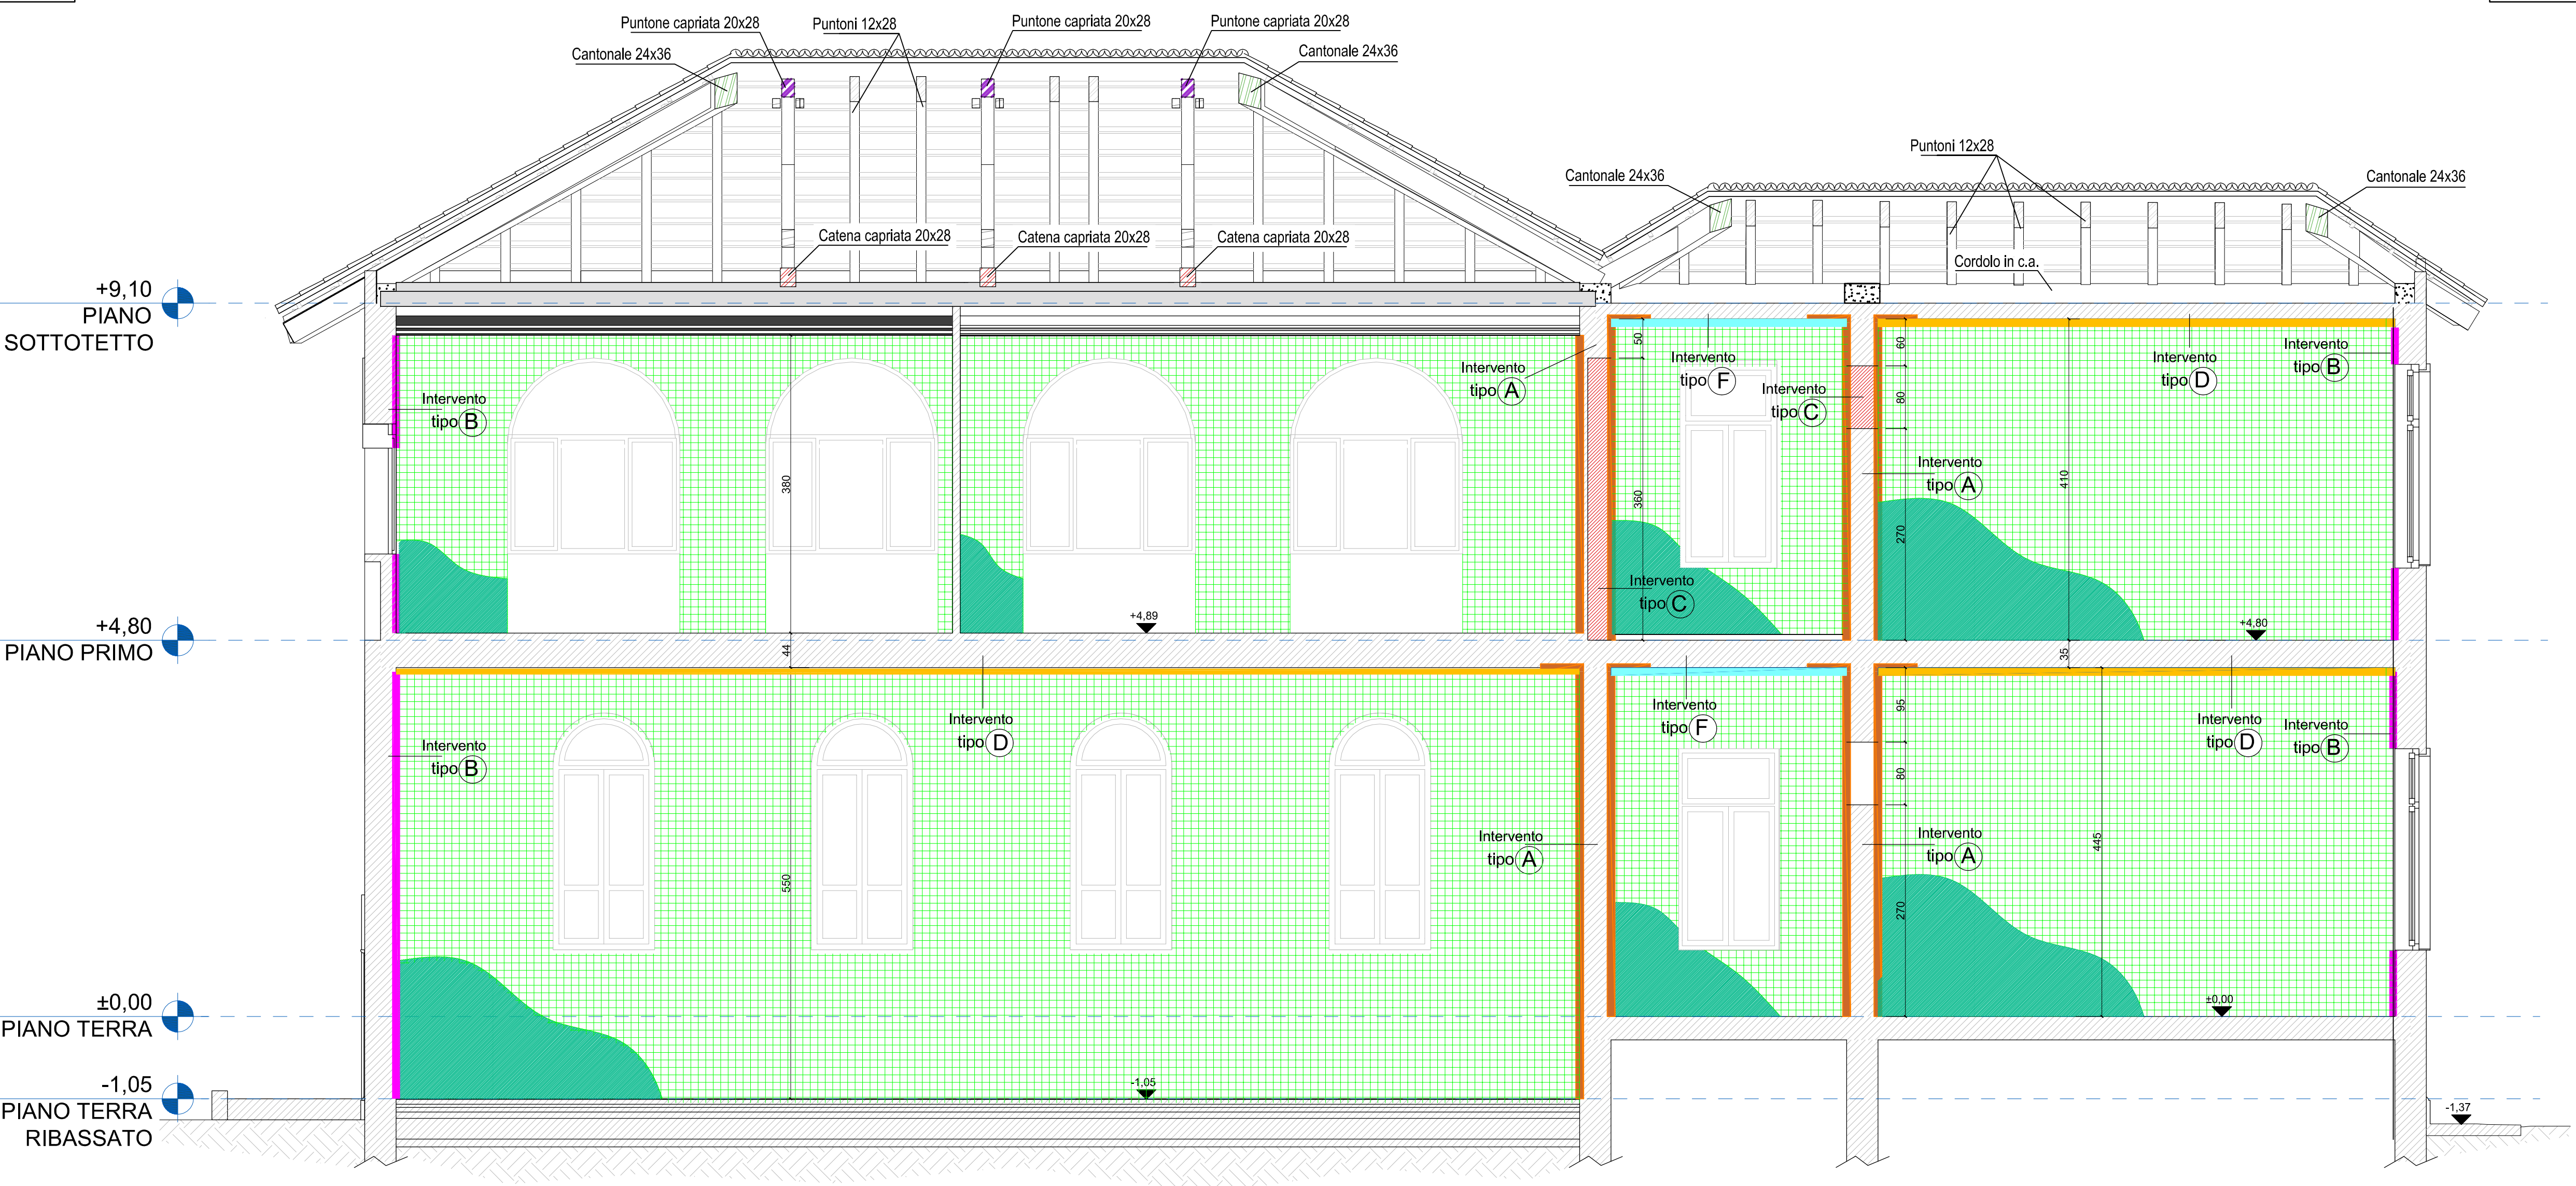 Puntone capriata 20x28
Puntoni 12x28
Puntone capriata 20x28
Puntone capriata 20x28
Cantonale 24x36
Cantonale 24x36
Puntoni 12x28
Cantonale 24x36
Cantonale 24x36
Catena capriata 20x28
Catena capriata 20x28
Catena capriata 20x28
Cordolo in c.a.
+9,10
PIANO
SOTTOTETTO
50
60
Intervento
tipo B
Intervento
tipo A
Intervento
tipo F
Intervento
tipo C
80
Intervento
tipo D
Intervento
tipo B
380
360
Intervento
tipo A
410
270
Intervento
tipo C
+4,89
+4,80
+4,80
PIANO PRIMO
44
35
Intervento
tipo D
Intervento
tipo F
95
Intervento
tipo D
Intervento
tipo B
Intervento
tipo B
80
550
Intervento
tipo A
Intervento
tipo A
445
270
±0,00
PIANO TERRA
±0,00
-1,05
PIANO TERRA
RIBASSATO
-1,05
-1,37